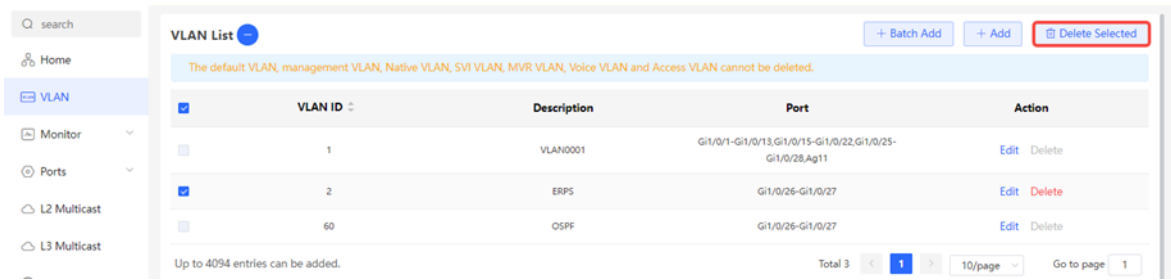 search
Home
VLAN
Monitor
Ports
L2 Multicast
L3 Multicast
VLAN List
+ Batch Add
+ Add
Delete Selected
The default VLAN, management VLAN, Native VLAN, SVI VLAN, MVR VLAN, Voice VLAN and Access VLAN cannot be deleted.
VLAN ID Description Port Action
1 VLAN0001 Gi1/0/1-Gi1/0/13,Gi1/0/15-Gi1/0/22,Gi1/0/25-
Gi1/0/28,Ag11 Edit Delete
2 ERPS Gi1/0/26-Gi1/0/27 Edit Delete
60 OSPF Gi1/0/26-Gi1/0/27 Edit Delete
Up to 4094 entries can be added.
Total 3 < 1 > 10/page Go to page 1